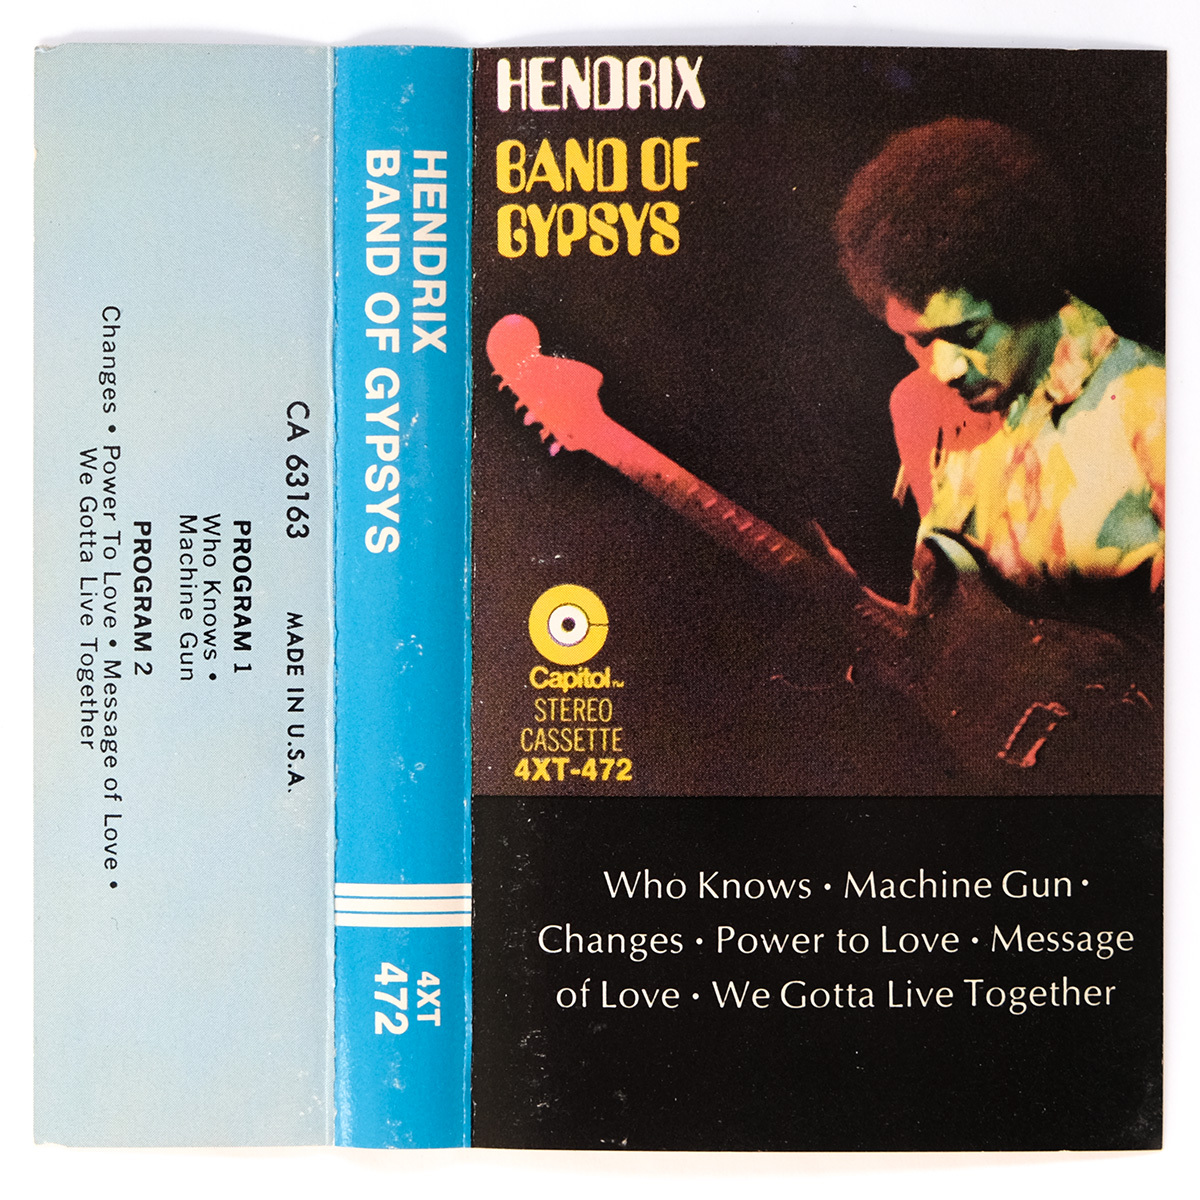 HENDRIX
BAND OF
GYPSYS
Capitol™
STEREO
CASSETTE
4XT-472
Who Knows • Machine Gun •
Changes • Power to Love • Message
of Love • We Gotta Live Together
HENDRIX
BAND OF GYPSYS
4XT
472
CA 63163 MADE IN U.S.A.
PROGRAM 1
Who Knows •
Machine Gun
PROGRAM 2
Changes • Power To Love • Message of Love •
We Gotta Live Together